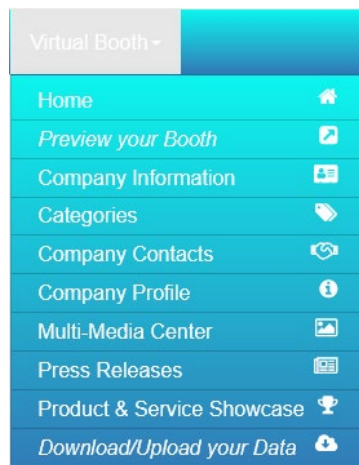 Virtual Booth
Home
Preview your Booth
Company Information
Categories
Company Contacts
Company Profile
Multi-Media Center
Press Releases
Product & Service Showcase
Download/Upload your Data